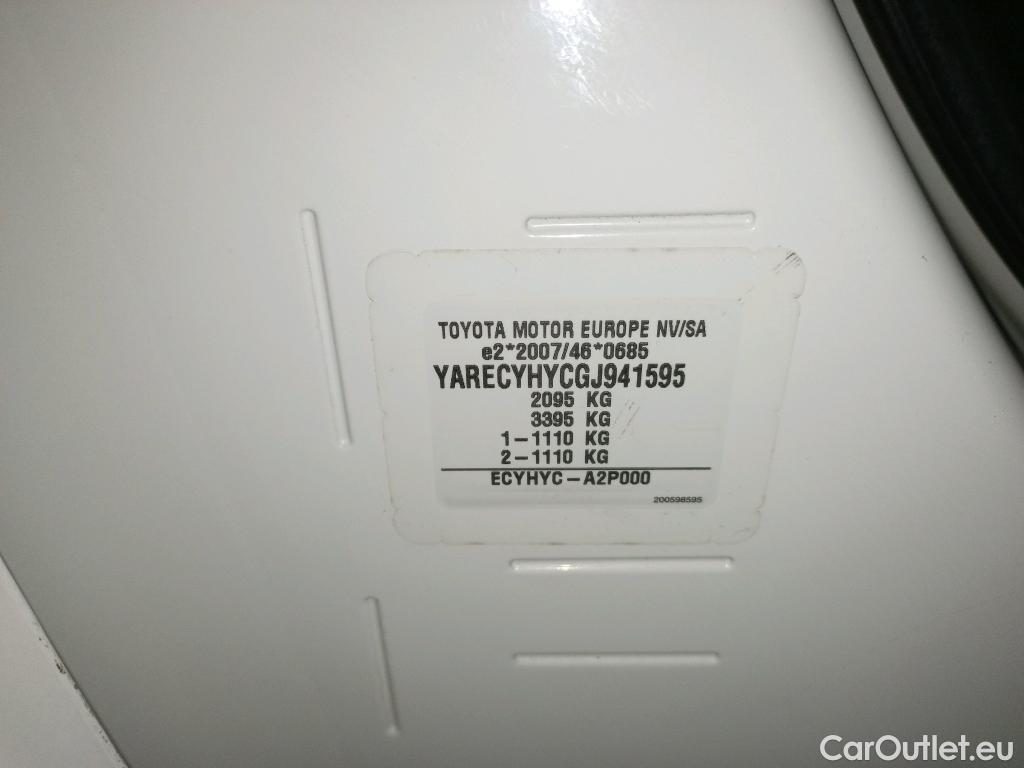 TOYOTA MOTOR EUROPE NV/SA
e2*2007/46*0685
YARECYHYCGJ941595
2095 KG
3395 KG
1-1110 KG
2-1110 KG
ECYHYC-A2P000
200598595
CarOutlet.eu